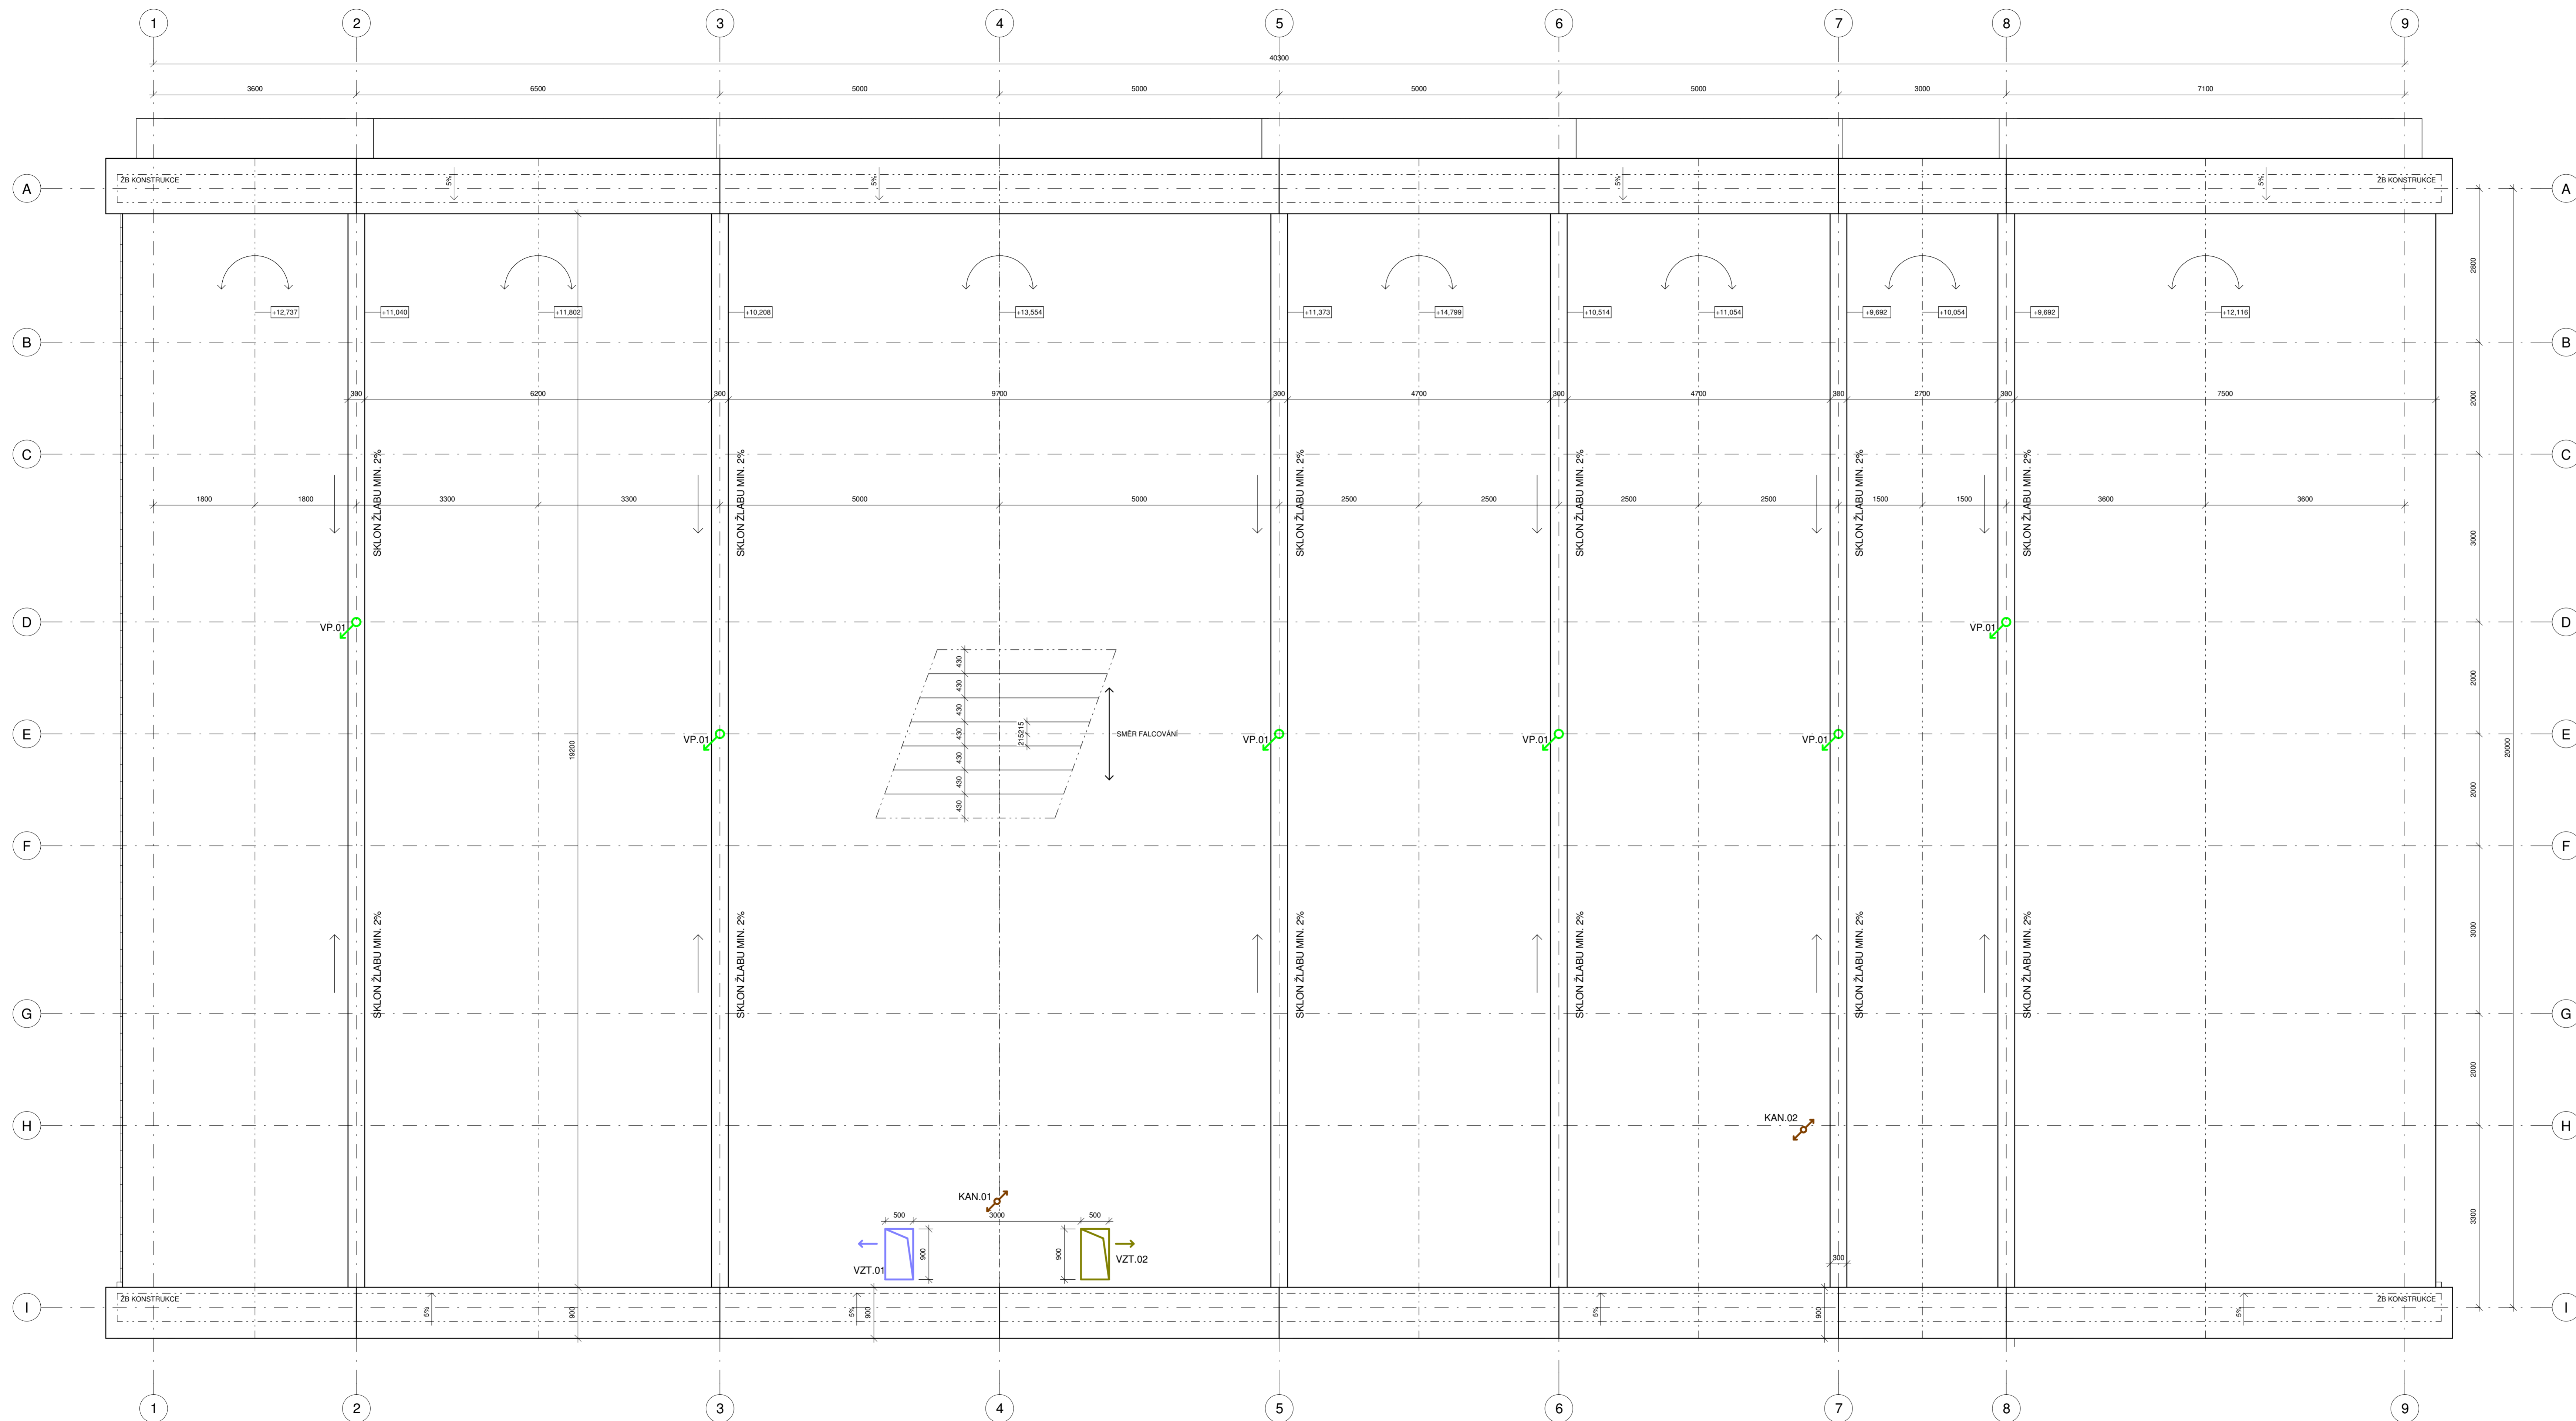 1 2 3 4 5 6 7 8 9
40300
3600 6500 5000 5000 5000 5000 3000 7100
A ŽB KONSTRUKCE 5% 5% 5% 5% ŽB KONSTRUKCE A
2800
+12,737 +11,040 +11,802 +10,208 +13,554 +11,373 +14,799 +10,514 +11,054 +9,692 +10,054 +9,692 +12,116
B B
300 6200 300 9700 300 4700 300 4700 300 2700 300 7500
2000
C C
SKLON ŽLABU MIN. 2% SKLON ŽLABU MIN. 2% SKLON ŽLABU MIN. 2% SKLON ŽLABU MIN. 2% SKLON ŽLABU MIN. 2% SKLON ŽLABU MIN. 2%
1800 1800 3300 3300 5000 5000 2500 2500 2500 2500 1500 1500 3600 3600
3000
D VP.01 VP.01 D
430
430
430
430
430
430
430
215215
2000
E VP.01 SMĚR FALCOVÁNÍ VP.01 VP.01 VP.01 E
19200
20000
2000
F F
SKLON ŽLABU MIN. 2% SKLON ŽLABU MIN. 2% SKLON ŽLABU MIN. 2% SKLON ŽLABU MIN. 2% SKLON ŽLABU MIN. 2% SKLON ŽLABU MIN. 2%
3000
G G
2000
H KAN.02 H
KAN.01
500 3000 500
3300
900 900
VZT.01 VZT.02
300
I ŽB KONSTRUKCE 5% 900 5% 900 5% 900 5% ŽB KONSTRUKCE I
1 2 3 4 5 6 7 8 9